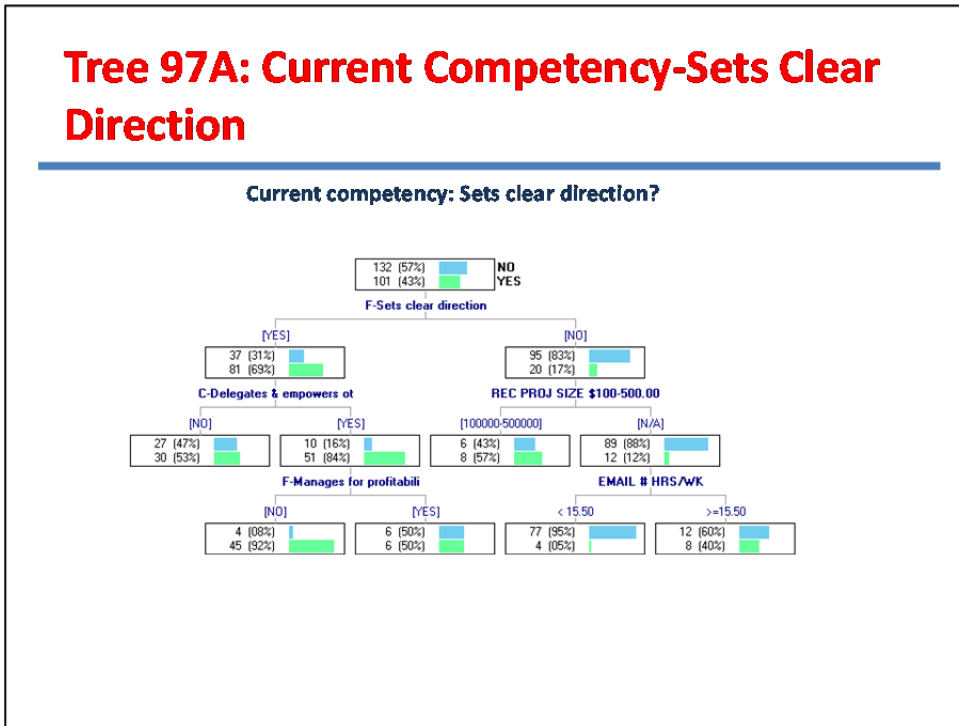 Tree 97A: Current Competency-Sets Clear
Direction
Current competency: Sets clear direction?
132 (57%) NO
101 (43%) YES
F-Sets clear direction
[YES] [NO]
37 (31%) 95 (83%)
81 (69%) 20 (17%)
C-Delegates & empowers ot REC PROJ SIZE $100-500.00
[NO] [YES] [100000-500000] [N/A]
27 (47%) 10 (16%) 6 (43%) 89 (88%)
30 (53%) 51 (84%) 8 (57%) 12 (12%)
F-Manages for profitabili EMAIL # HRS/WK
[NO] [YES] < 15.50 >=15.50
4 (08%) 6 (50%) 77 (95%) 12 (60%)
45 (92%) 6 (50%) 4 (05%) 8 (40%)